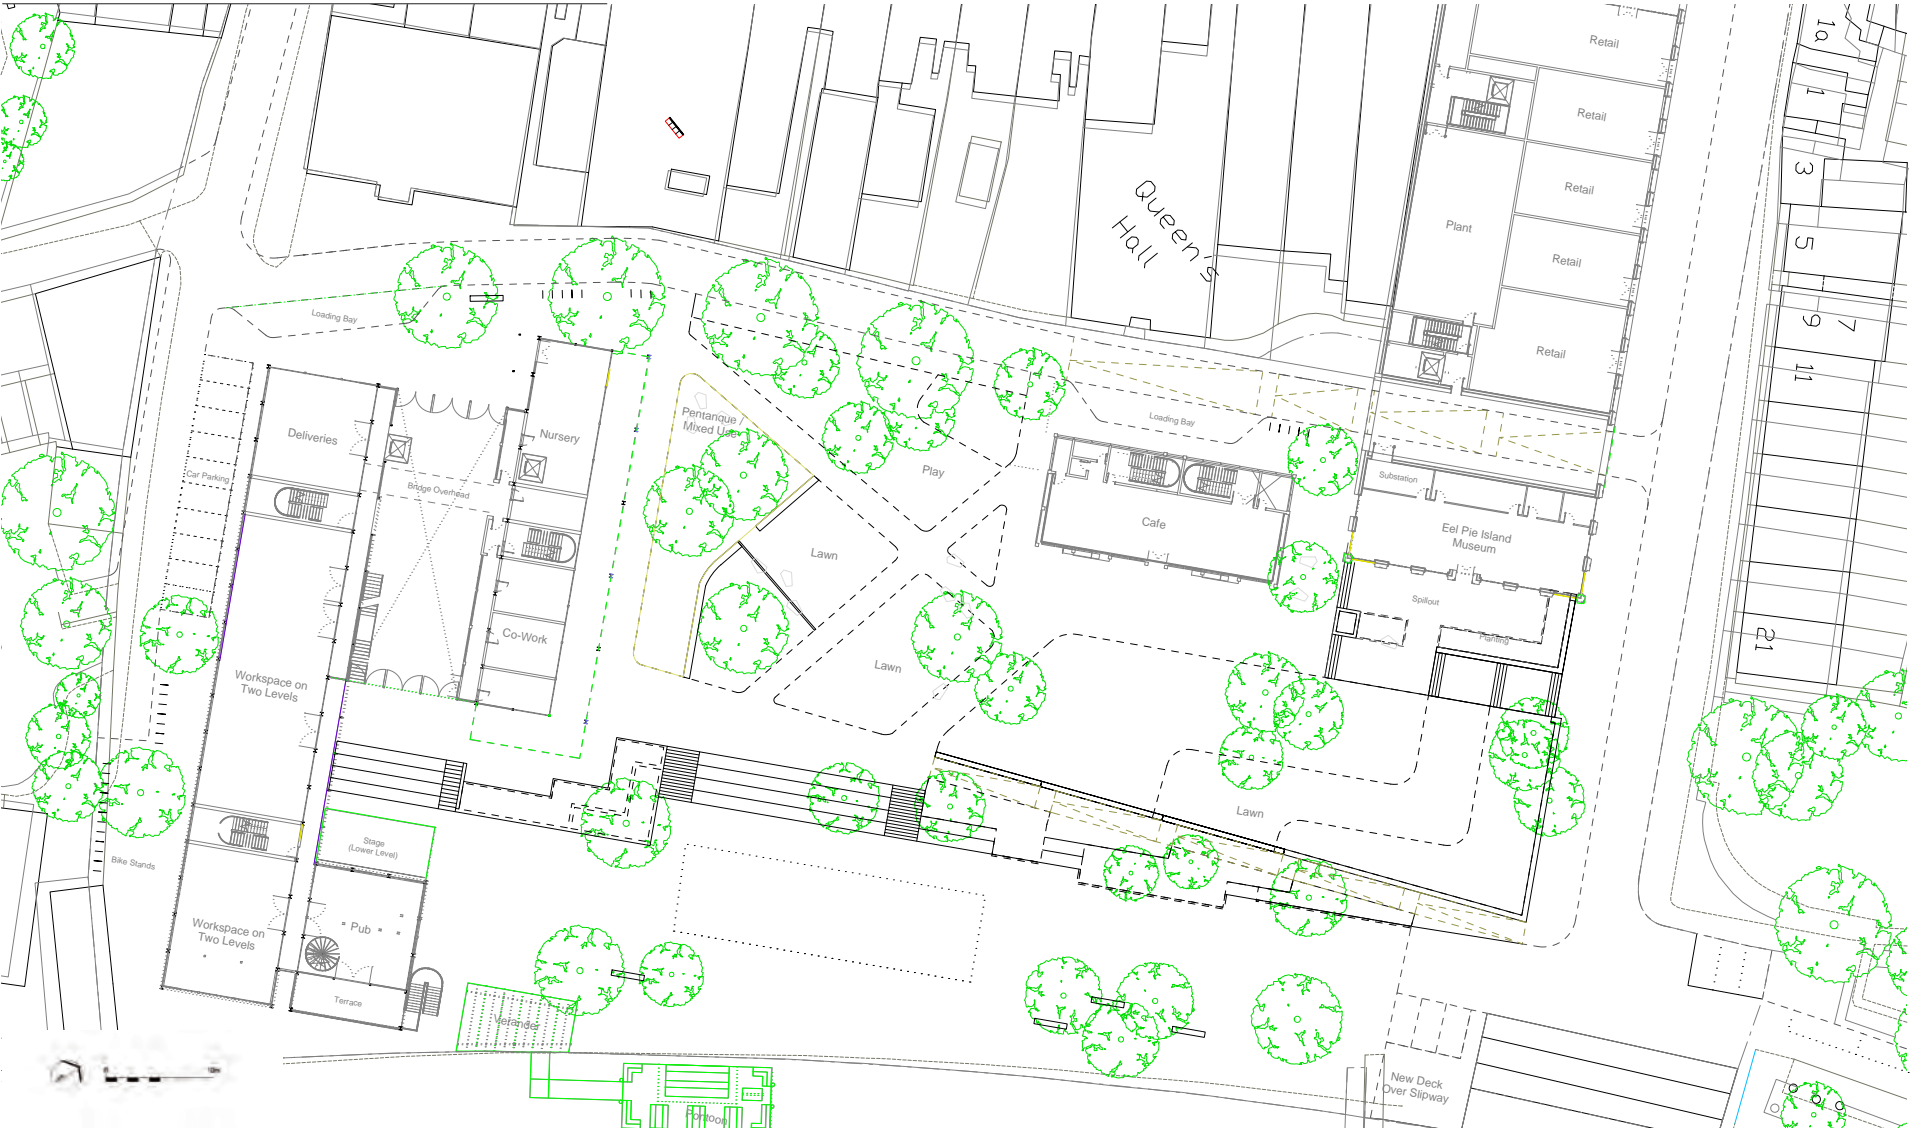 Retail
1a
Retail
1
Retail
3
Queen's
Hall
Plant
Retail
5
Loading Bay
Retail
7
9
11
Pentanque /
Mixed Use
Loading Bay
Deliveries
Nursery
Play
Car Parking
Bridge Overhead
Substation
Cafe
Eel Pie Island
Museum
Lawn
Spillout
Co-Work
Planting
21
Lawn
Workspace on
Two Levels
Lawn
Stage
(Lower Level)
Bike Stands
Pub
Workspace on
Two Levels
Terrace
Verander
New Deck
Over Slipway
Pontoon